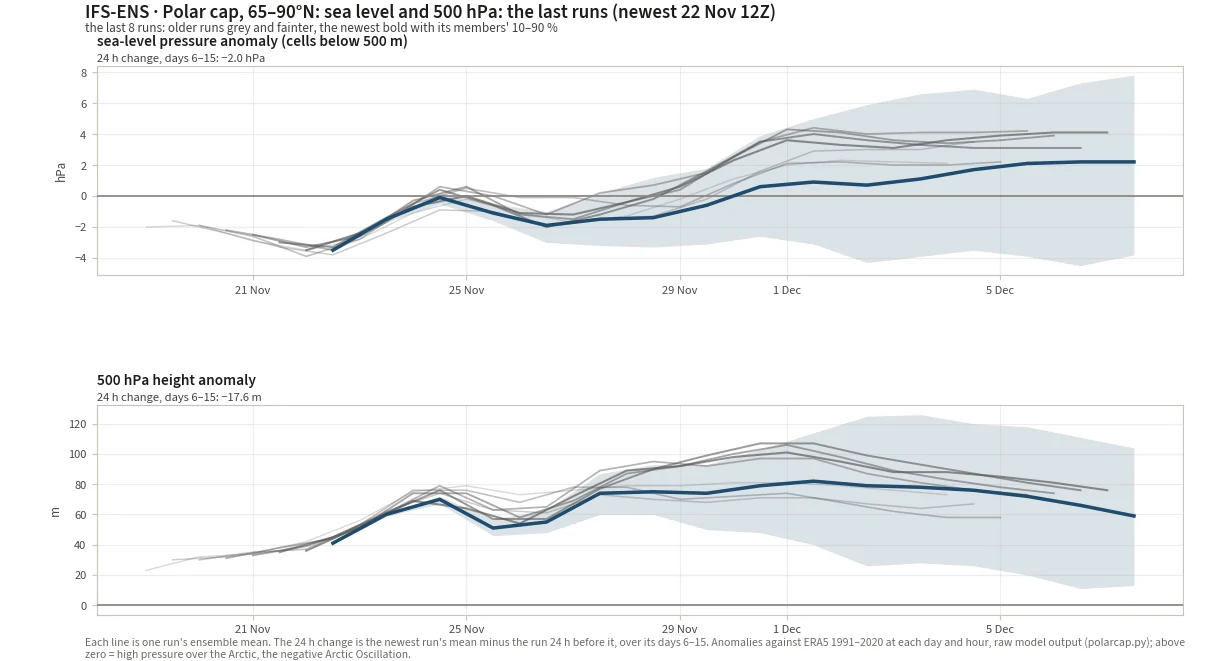 IFS-ENS · Polar cap, 65–90°N: sea level and 500 hPa: the last runs (newest 22 Nov 12Z)
the last 8 runs: older runs grey and fainter, the newest bold with its members' 10–90 %
sea-level pressure anomaly (cells below 500 m)
24 h change, days 6–15: −2.0 hPa
8
6
4
2
0
−2
−4
hPa
21 Nov
25 Nov
29 Nov
1 Dec
5 Dec
500 hPa height anomaly
24 h change, days 6–15: −17.6 m
120
100
80
60
40
20
0
m
21 Nov
25 Nov
29 Nov
1 Dec
5 Dec
Each line is one run's ensemble mean. The 24 h change is the newest run's mean minus the run 24 h before it, over its days 6–15. Anomalies against ERA5 1991–2020 at each day and hour, raw model output (polarcap.py); above
zero = high pressure over the Arctic, the negative Arctic Oscillation.